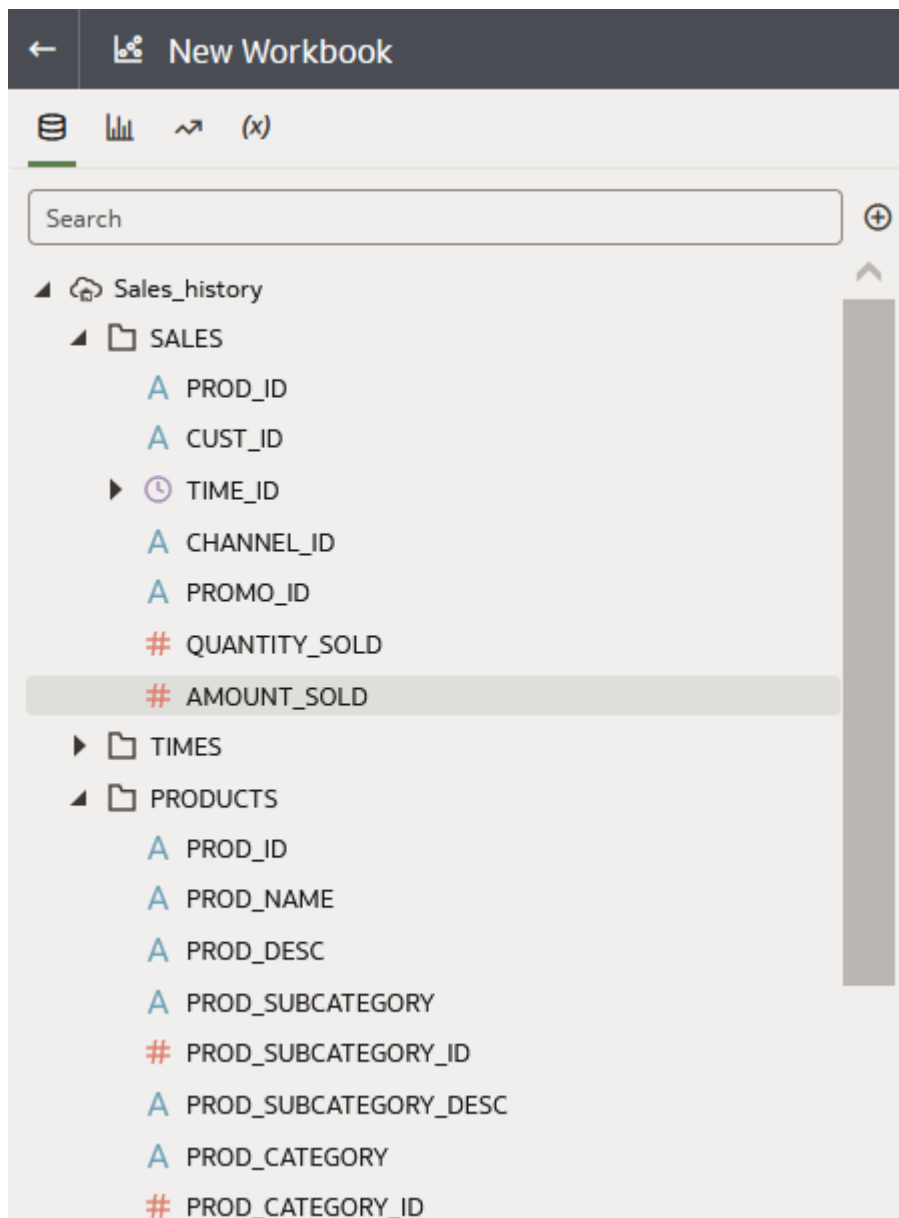 New Workbook
(x)
Search
Sales_history
SALES
A PROD_ID
A CUST_ID
TIME_ID
A CHANNEL_ID
A PROMO_ID
# QUANTITY_SOLD
# AMOUNT_SOLD
TIMES
PRODUCTS
A PROD_ID
A PROD_NAME
A PROD_DESC
A PROD_SUBCATEGORY
# PROD_SUBCATEGORY_ID
A PROD_SUBCATEGORY_DESC
A PROD_CATEGORY
# PROD_CATEGORY_ID